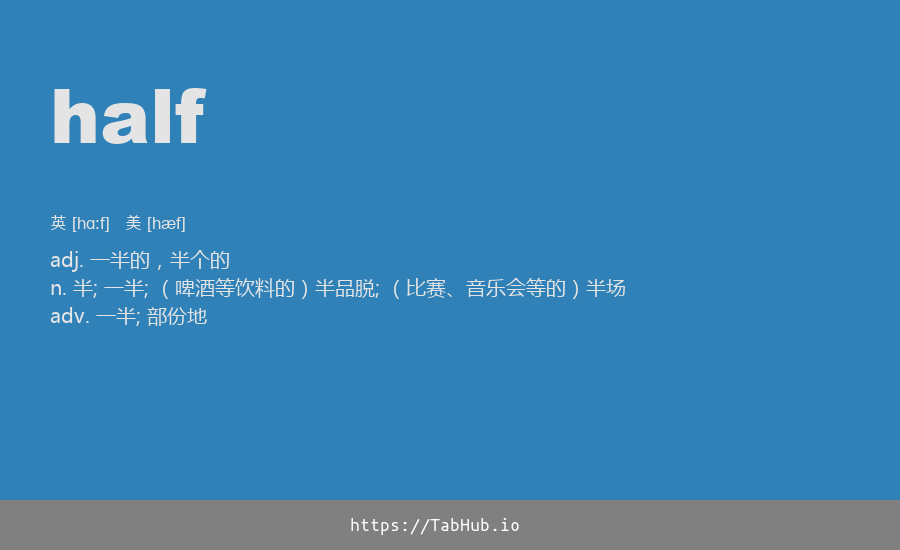 half
英 [hɑːf] 美 [hæf]
adj. 一半的，半个的
n. 半; 一半; （啤酒等饮料的）半品脱; （比赛、音乐会等的）半场
adv. 一半; 部份地
https://TabHub.io